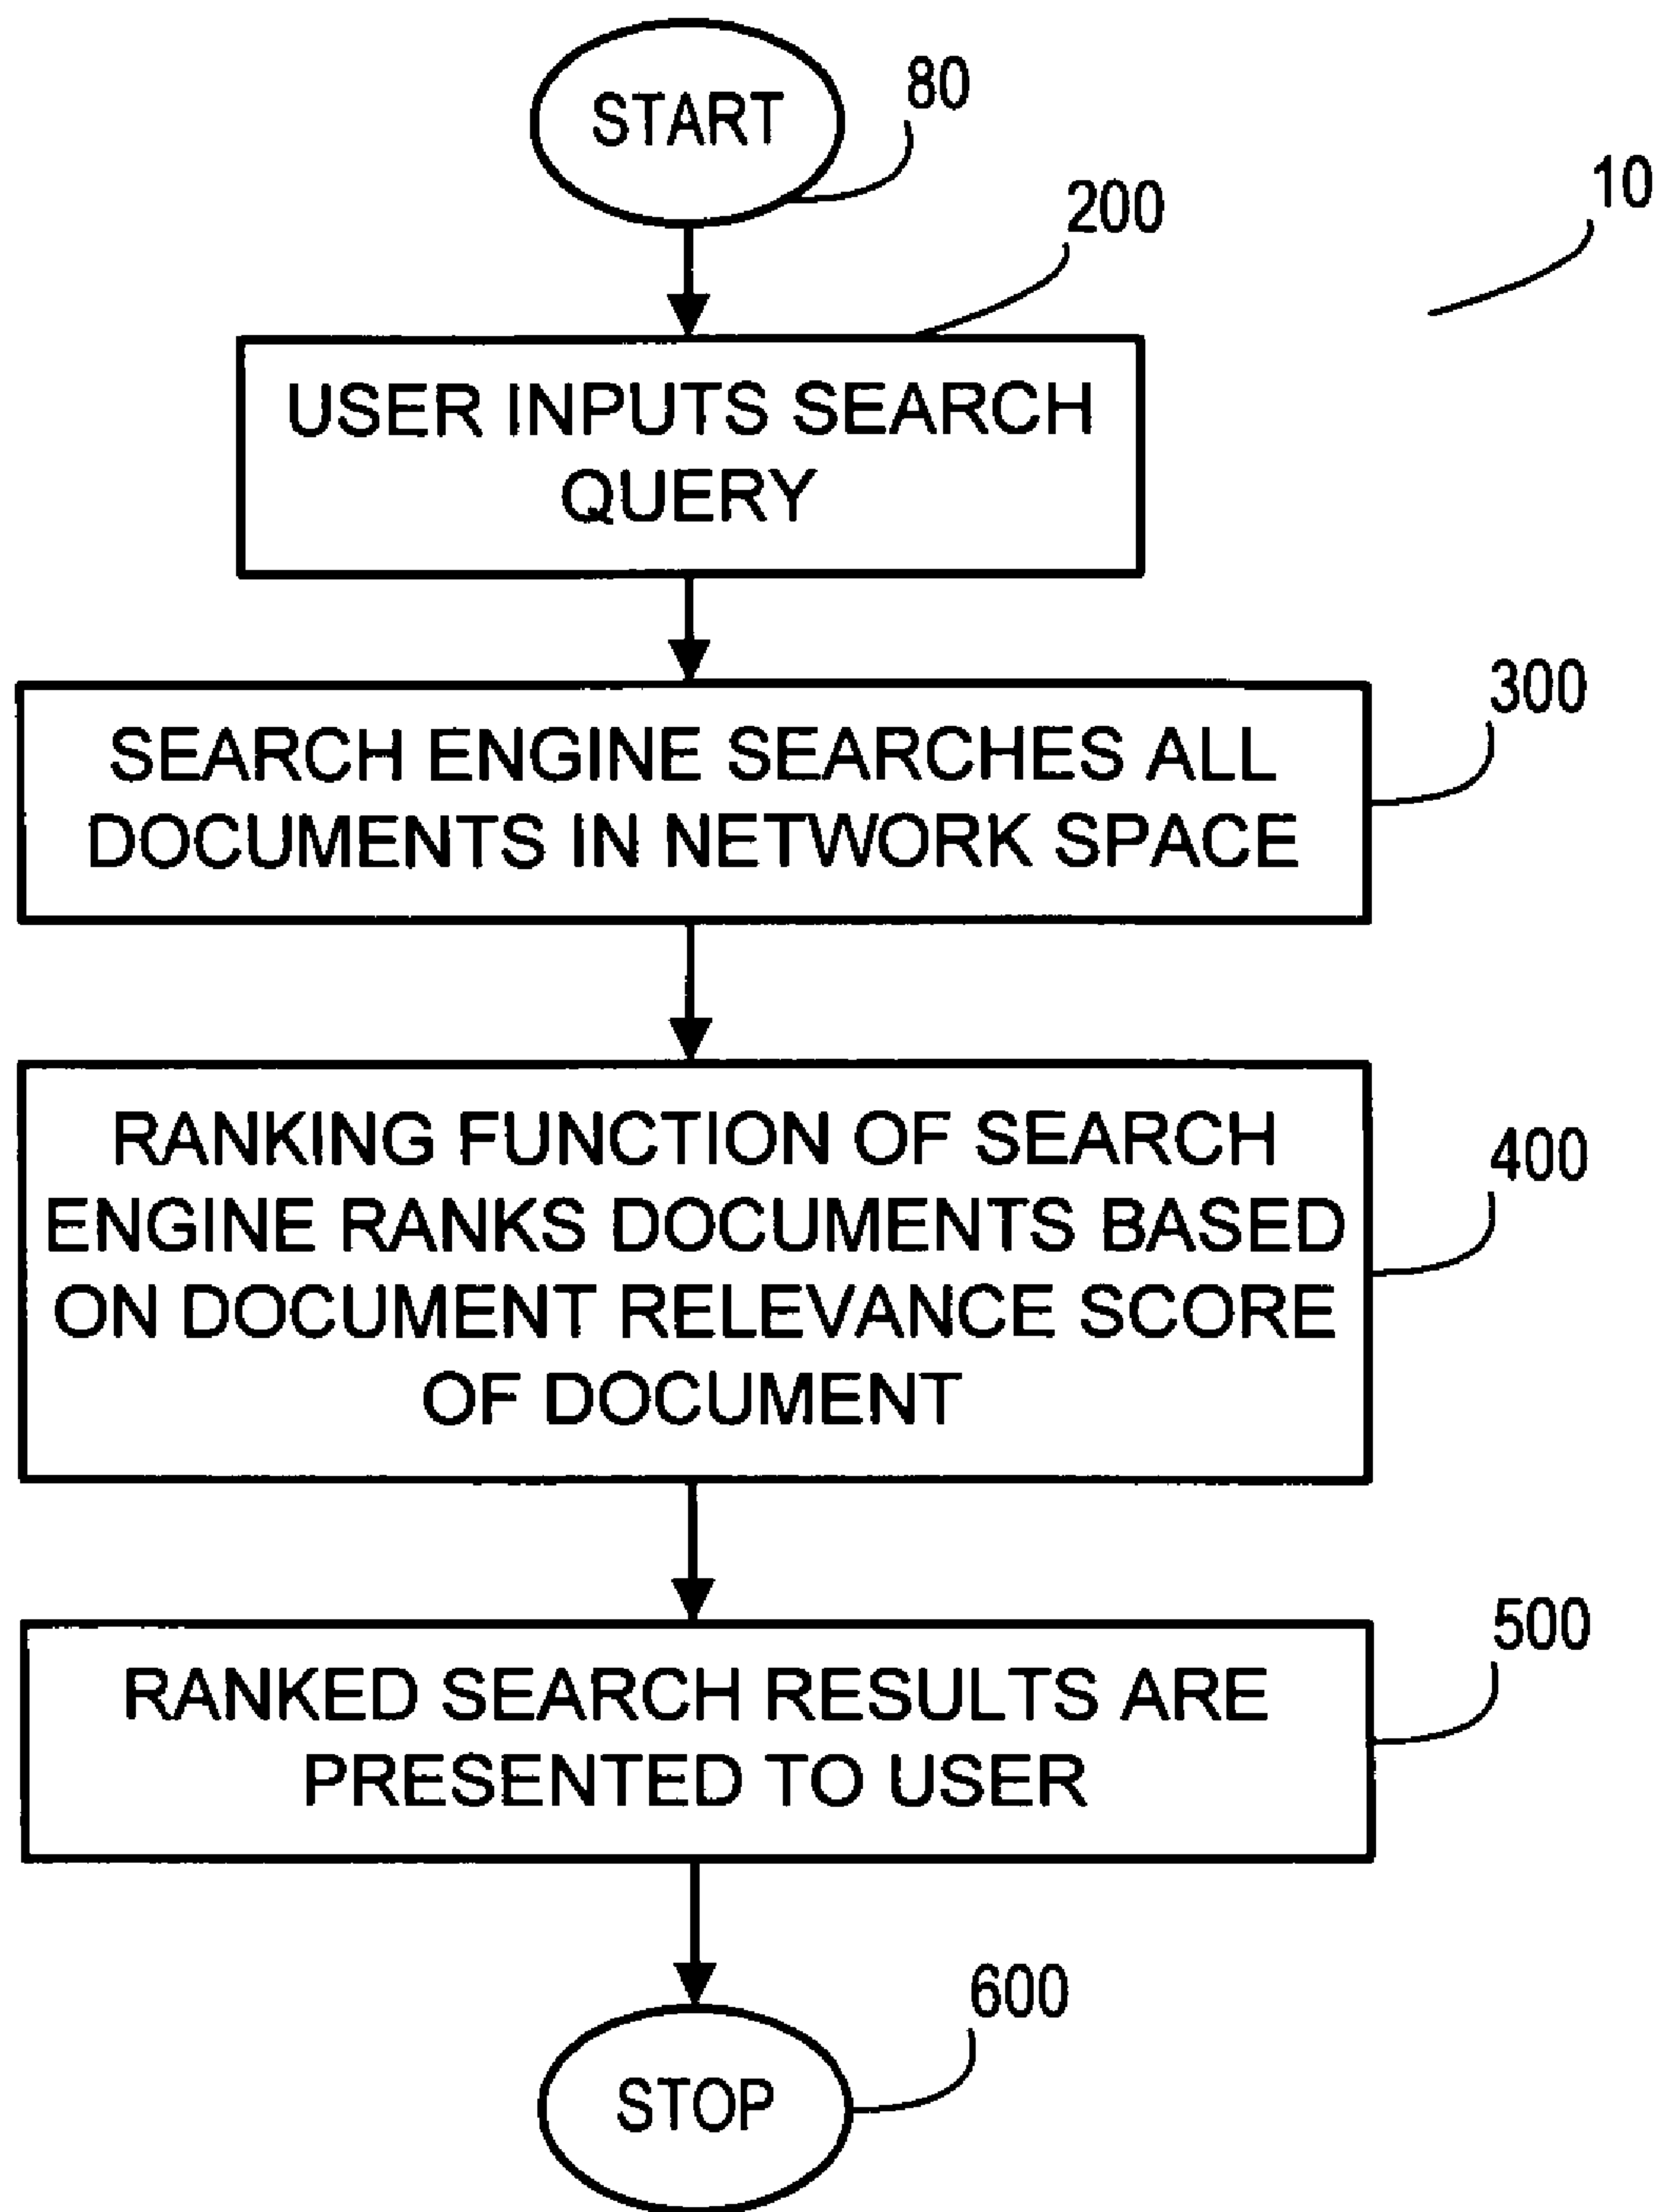 START
80
10
200
USER INPUTS SEARCH
QUERY
300
SEARCH ENGINE SEARCHES ALL
DOCUMENTS IN NETWORK SPACE
RANKING FUNCTION OF SEARCH
400
ENGINE RANKS DOCUMENTS BASED
ON DOCUMENT RELEVANCE SCORE
OF DOCUMENT
500
RANKED SEARCH RESULTS ARE
PRESENTED TO USER
600
STOP